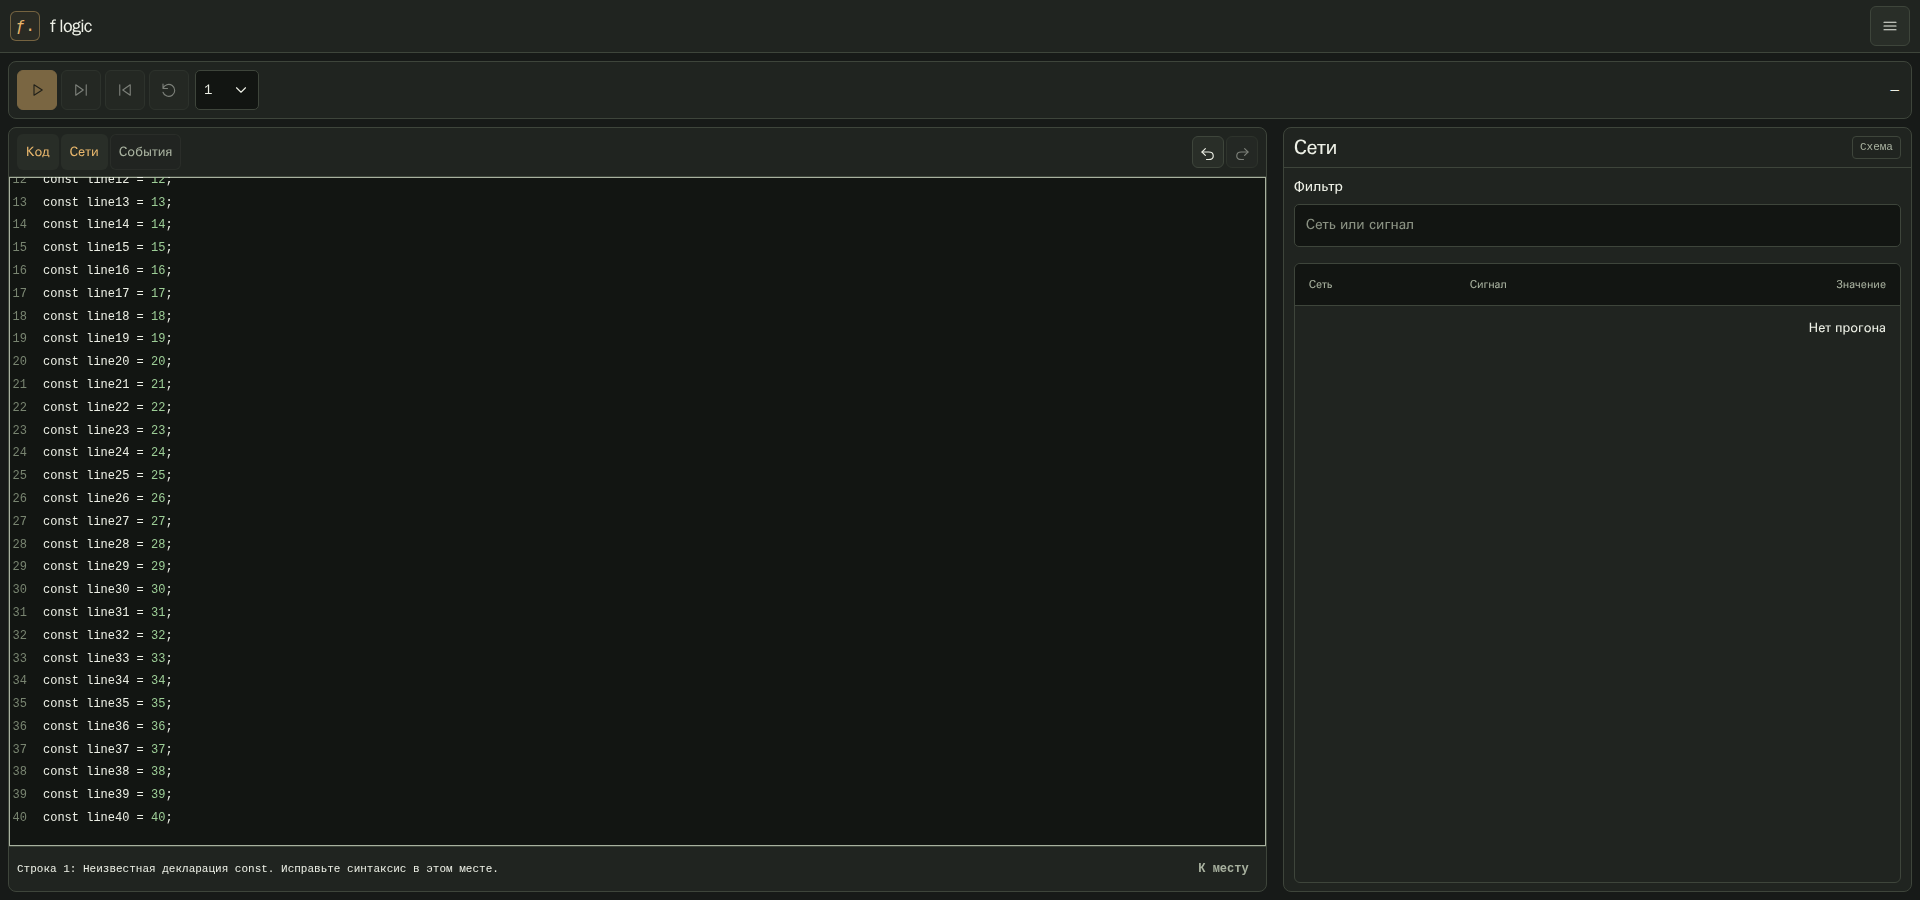 f. f logic
1
–
Код Сети События
12 const line12 = 12;
13 const line13 = 13;
14 const line14 = 14;
15 const line15 = 15;
16 const line16 = 16;
17 const line17 = 17;
18 const line18 = 18;
19 const line19 = 19;
20 const line20 = 20;
21 const line21 = 21;
22 const line22 = 22;
23 const line23 = 23;
24 const line24 = 24;
25 const line25 = 25;
26 const line26 = 26;
27 const line27 = 27;
28 const line28 = 28;
29 const line29 = 29;
30 const line30 = 30;
31 const line31 = 31;
32 const line32 = 32;
33 const line33 = 33;
34 const line34 = 34;
35 const line35 = 35;
36 const line36 = 36;
37 const line37 = 37;
38 const line38 = 38;
39 const line39 = 39;
40 const line40 = 40;
Строка 1: Неизвестная декларация const. Исправьте синтаксис в этом месте. К месту
Сети Схема
Фильтр
Сеть или сигнал
Сеть Сигнал Значение
Нет прогона